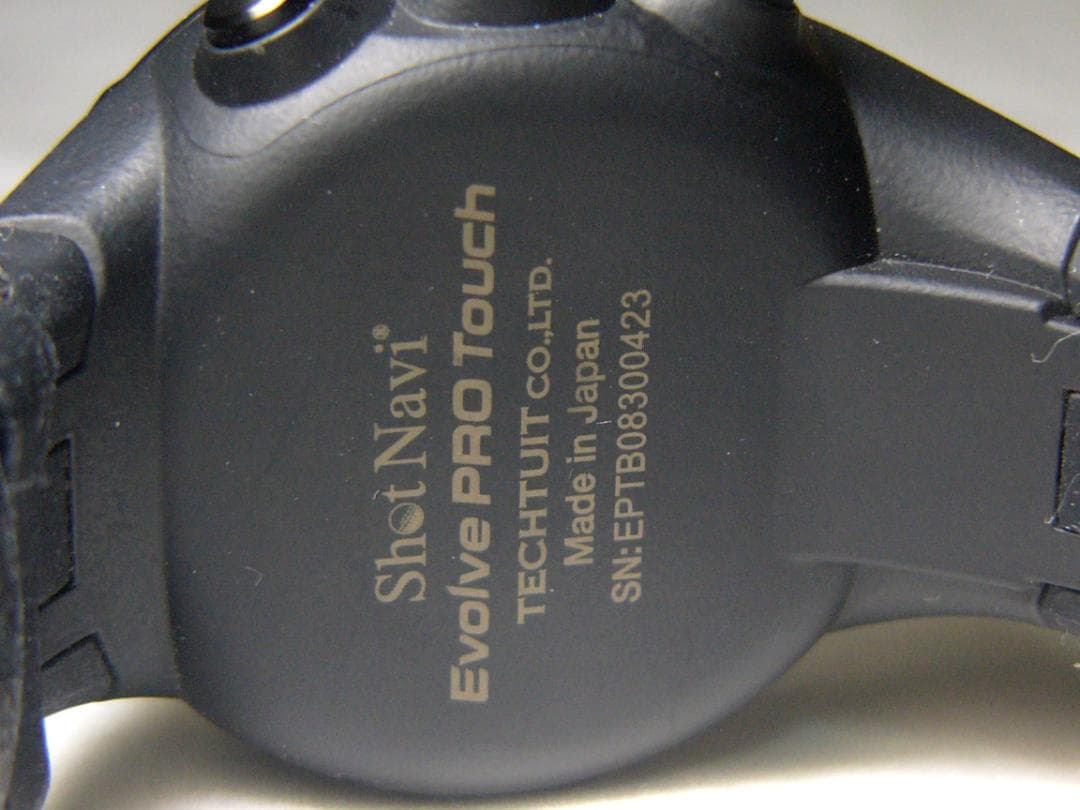 Shot Navi®
Evolve PRO Touch
TECHTUIT CO.,LTD.
Made in Japan
SN:EPTB08300423